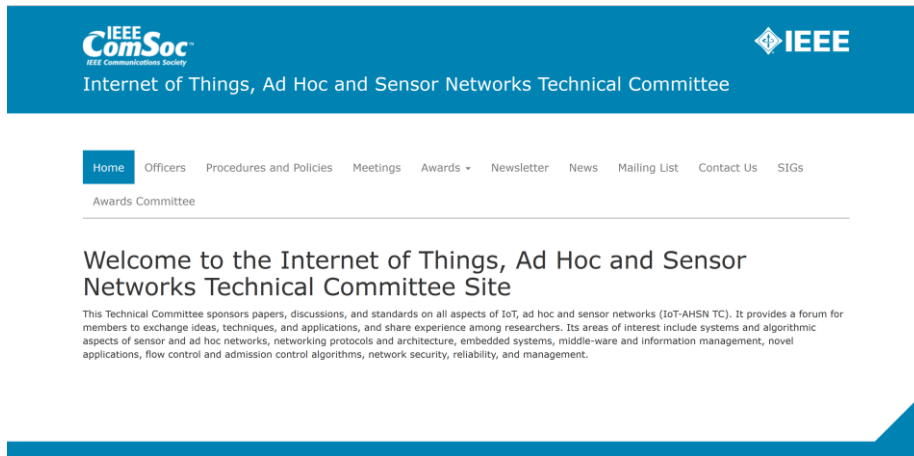 IEEE
ComSoc™
IEEE Communications Society
IEEE
Internet of Things, Ad Hoc and Sensor Networks Technical Committee
Home Officers Procedures and Policies Meetings Awards Newsletter News Mailing List Contact Us SIGs
Awards Committee
Welcome to the Internet of Things, Ad Hoc and Sensor
Networks Technical Committee Site
This Technical Committee sponsors papers, discussions, and standards on all aspects of IoT, ad hoc and sensor networks (IoT-AHSN TC). It provides a forum for
members to exchange ideas, techniques, and applications, and share experience among researchers. Its areas of interest include systems and algorithmic
aspects of sensor and ad hoc networks, networking protocols and architecture, embedded systems, middle-ware and information management, novel
applications, flow control and admission control algorithms, network security, reliability, and management.